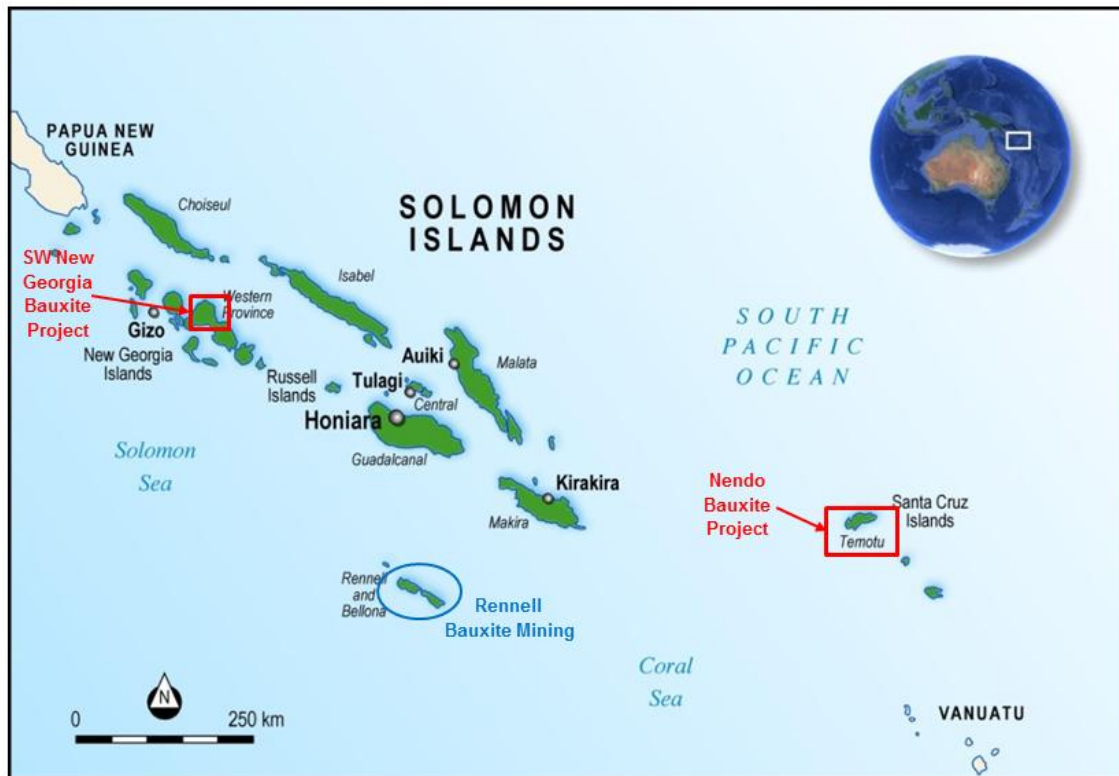 PAPUA NEW
GUINEA
Choiseul
SOLOMON
ISLANDS
SW New
Georgia
Bauxite
Project
Western
Province
Isabel
Gizo
New Georgia
Islands
Russell
Islands
Auiki
Malata
Tulagi
Central
Honiara
Guadalcanal
SOUTH
PACIFIC
OCEAN
Solomon
Sea
Kirakira
Makira
Nendo
Bauxite
Project
Santa Cruz
Islands
Temotu
Rennell
and
Bellona
Rennell
Bauxite Mining
Coral
Sea
N
0 250 km
VANUATU